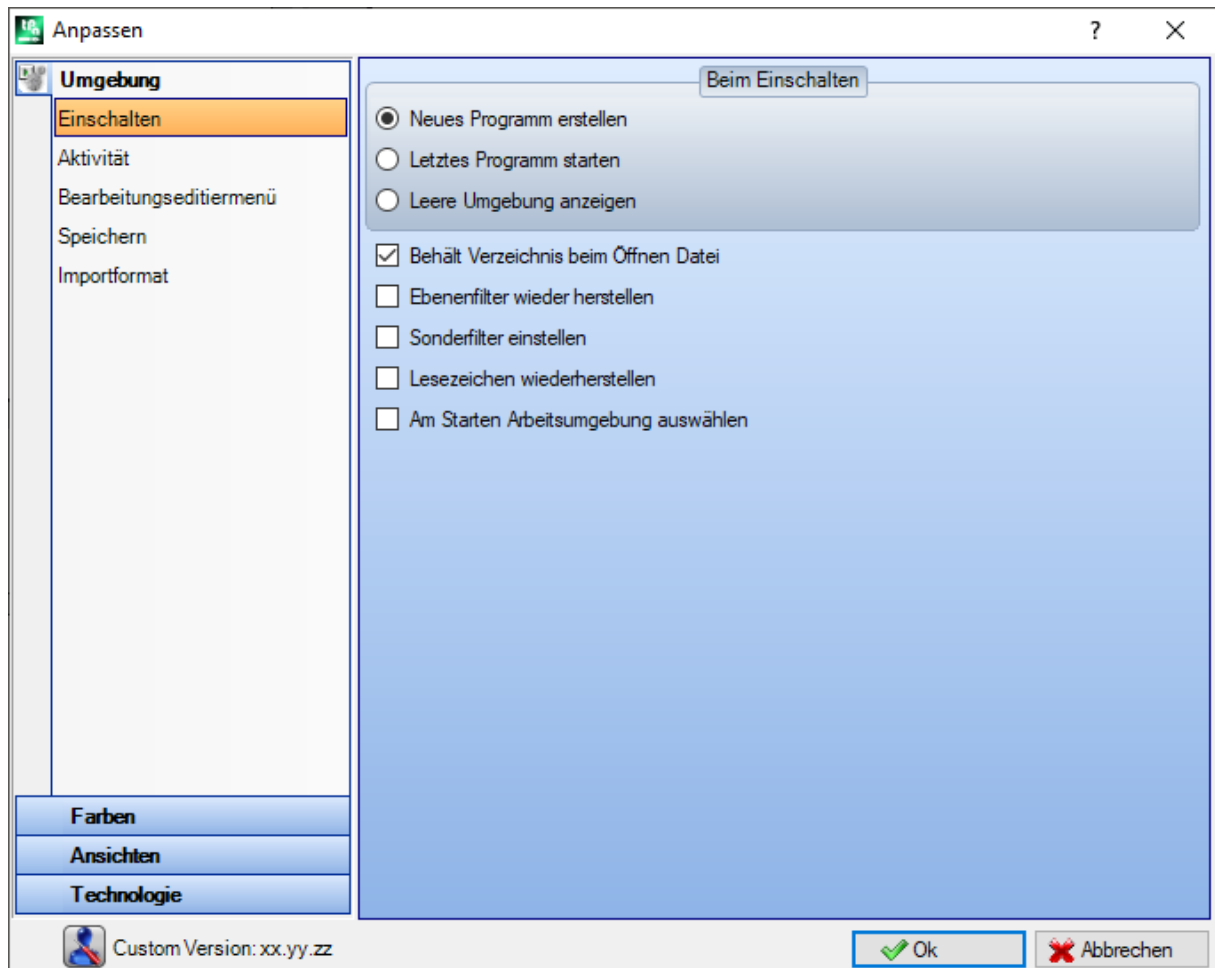 Anpassen
?
Umgebung
Einschalten
Aktivität
Bearbeitungseditiermenü
Speichern
Importformat
Farben
Ansichten
Technologie
Beim Einschalten
Neues Programm erstellen
Letztes Programm starten
Leere Umgebung anzeigen
Behält Verzeichnis beim Öffnen Datei
Ebenenfilter wieder herstellen
Sonderfilter einstellen
Lesezeichen wiederherstellen
Am Starten Arbeitsumgebung auswählen
Custom Version: xx.yy.zz
Ok
Abbrechen